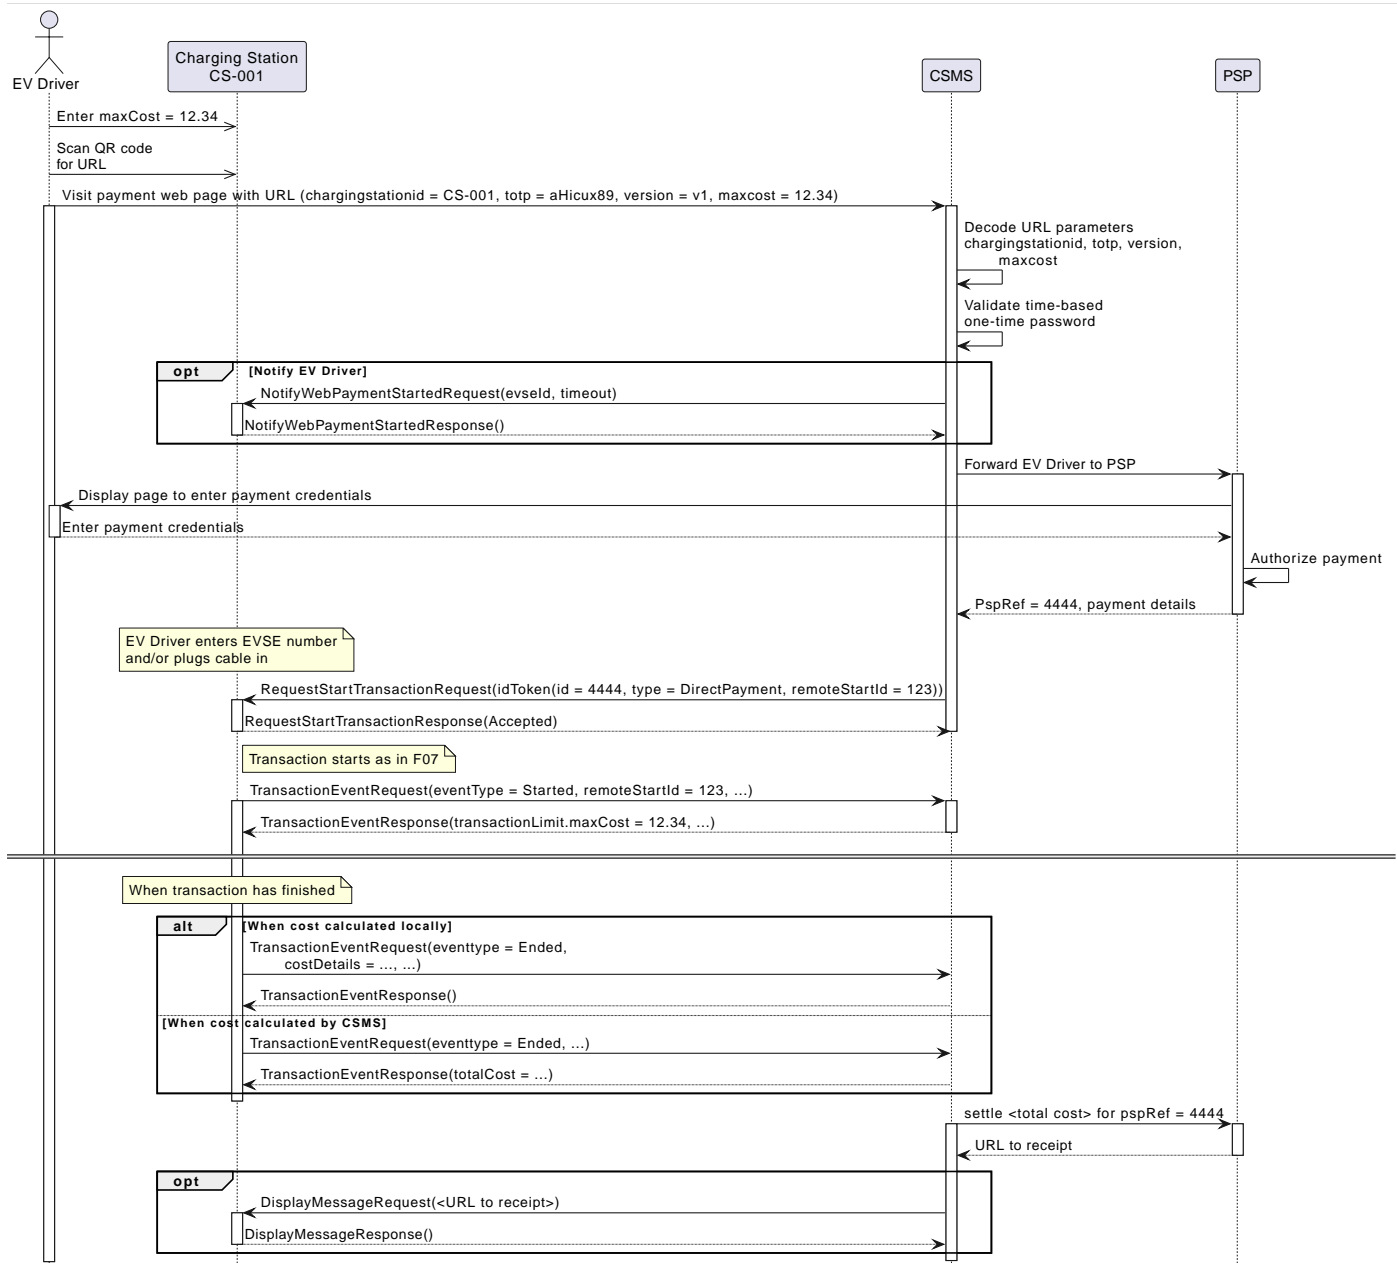 EV Driver
Charging Station
CS-001
CSMS
PSP
Enter maxCost = 12.34
Scan QR code
for URL
Visit payment web page with URL (chargingstationid = CS-001, totp = aHicux89, version = v1, maxcost = 12.34)
Decode URL parameters
chargingstationid, totp, version,
maxcost
Validate time-based
one-time password
opt
[Notify EV Driver]
NotifyWebPaymentStartedRequest(evseId, timeout)
NotifyWebPaymentStartedResponse()
Forward EV Driver to PSP
Display page to enter payment credentials
Enter payment credentials
Authorize payment
PspRef = 4444, payment details
EV Driver enters EVSE number
and/or plugs cable in
RequestStartTransactionRequest(idToken(id = 4444, type = DirectPayment, remoteStartId = 123))
RequestStartTransactionResponse(Accepted)
Transaction starts as in F07
TransactionEventRequest(eventType = Started, remoteStartId = 123, ...)
TransactionEventResponse(transactionLimit.maxCost = 12.34, ...)
When transaction has finished
alt
[When cost calculated locally]
TransactionEventRequest(eventtype = Ended,
costDetails = ..., ...)
TransactionEventResponse()
[When cost calculated by CSMS]
TransactionEventRequest(eventtype = Ended, ...)
TransactionEventResponse(totalCost = ...)
settle <total cost> for pspRef = 4444
URL to receipt
opt
DisplayMessageRequest(<URL to receipt>)
DisplayMessageResponse()